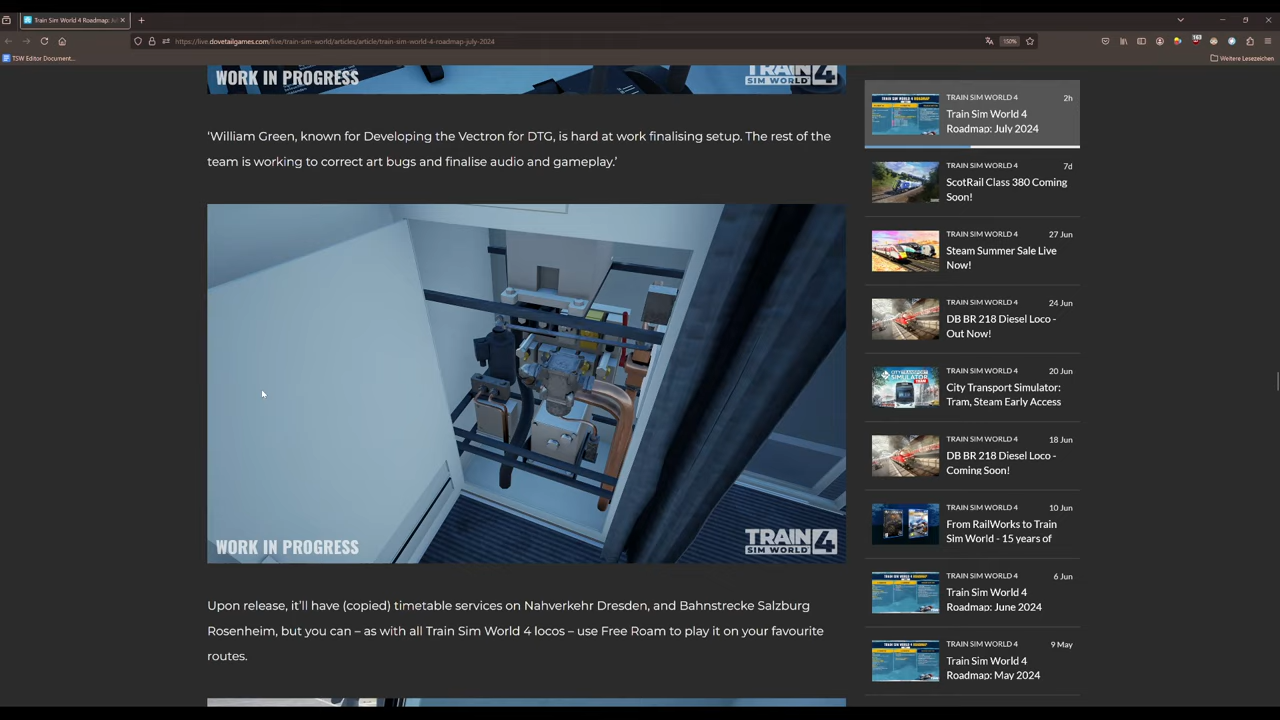 Train Sim World 4 Roadmap: Ju
https://live.dovetailgames.com/live/train-sim-world/articles/article/train-sim-world-4-roadmap-july-2024
150%
163
TSW Editor Document...
Weitere Lesezeichen
WORK IN PROGRESS
TRAIN SIM WORLD 4
'William Green, known for Developing the Vectron for DTG, is hard at work finalising setup. The rest of the
team is working to correct art bugs and finalise audio and gameplay.'
WORK IN PROGRESS
TRAIN SIM WORLD 4
Upon release, it'll have (copied) timetable services on Nahverkehr Dresden, and Bahnstrecke Salzburg
Rosenheim, but you can – as with all Train Sim World 4 locos – use Free Roam to play it on your favourite
routes.
TRAIN SIM WORLD 4
2h
Train Sim World 4
Roadmap: July 2024
TRAIN SIM WORLD 4
7d
ScotRail Class 380 Coming
Soon!
TRAIN SIM WORLD 4
27 Jun
Steam Summer Sale Live
Now!
TRAIN SIM WORLD 4
24 Jun
DB BR 218 Diesel Loco -
Out Now!
TRAIN SIM WORLD 4
20 Jun
City Transport Simulator:
Tram, Steam Early Access
TRAIN SIM WORLD 4
18 Jun
DB BR 218 Diesel Loco -
Coming Soon!
TRAIN SIM WORLD 4
10 Jun
From RailWorks to Train
Sim World - 15 years of
TRAIN SIM WORLD 4
6 Jun
Train Sim World 4
Roadmap: June 2024
TRAIN SIM WORLD 4
9 May
Train Sim World 4
Roadmap: May 2024